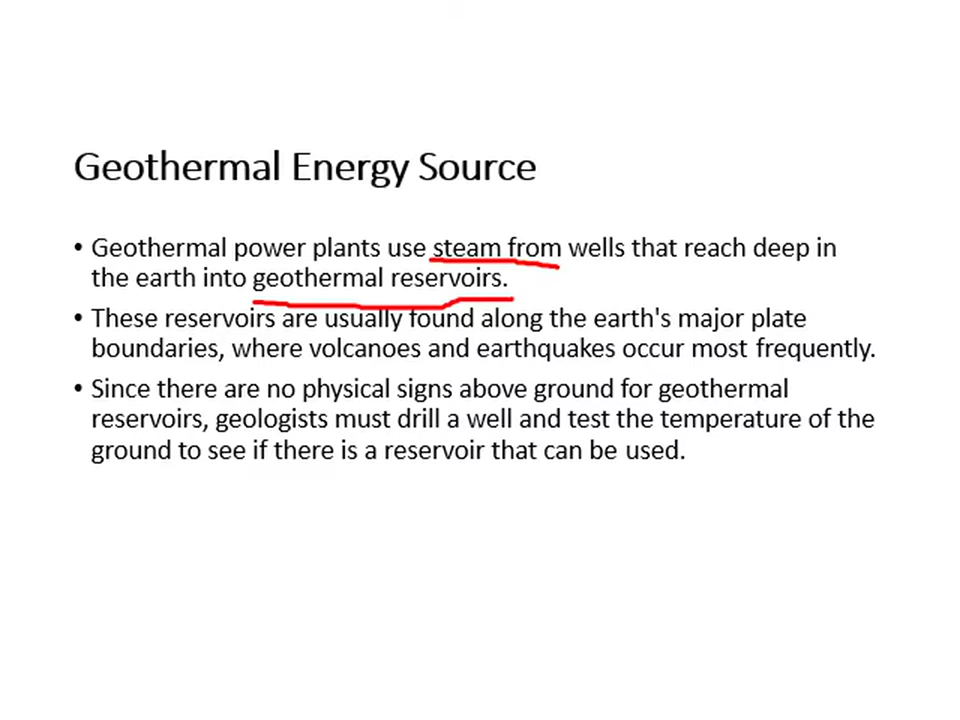 Geothermal Energy Source
• Geothermal power plants use steam from wells that reach deep in
the earth into geothermal reservoirs.
• These reservoirs are usually found along the earth's major plate
boundaries, where volcanoes and earthquakes occur most frequently.
• Since there are no physical signs above ground for geothermal
reservoirs, geologists must drill a well and test the temperature of the
ground to see if there is a reservoir that can be used.